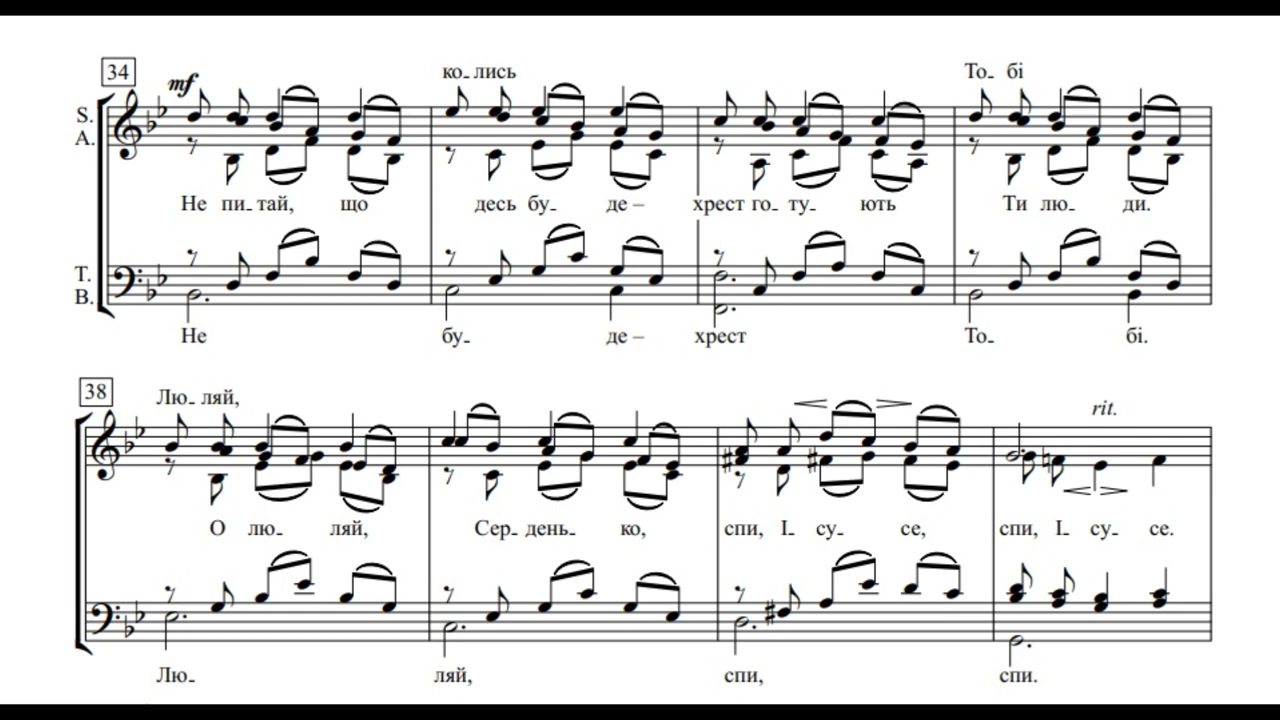 34
mf
ко- лись То- бі
S.
A.
Не пи- тай, що десь бу- де – хрест го- ту- ють Ти лю- ди.
T.
B.
Не бу- де – хрест То- бі.
38
Лю- ляй,
rit.
О лю- ляй, Сер- день- ко, спи, І- су- се, спи, І- су- се.
Лю- ляй, спи, спи.